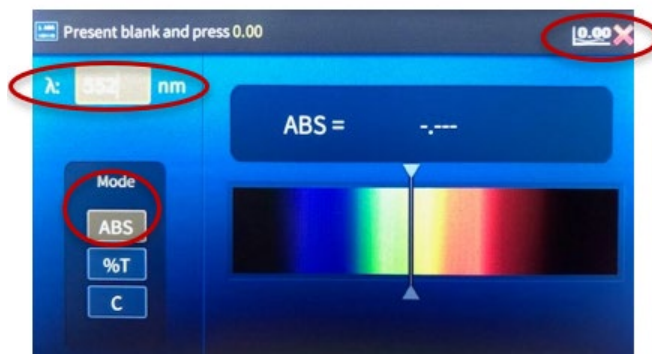 Present blank and press 0.00
0.00
λ: 552 nm
ABS = -.---
Mode
ABS
%T
C